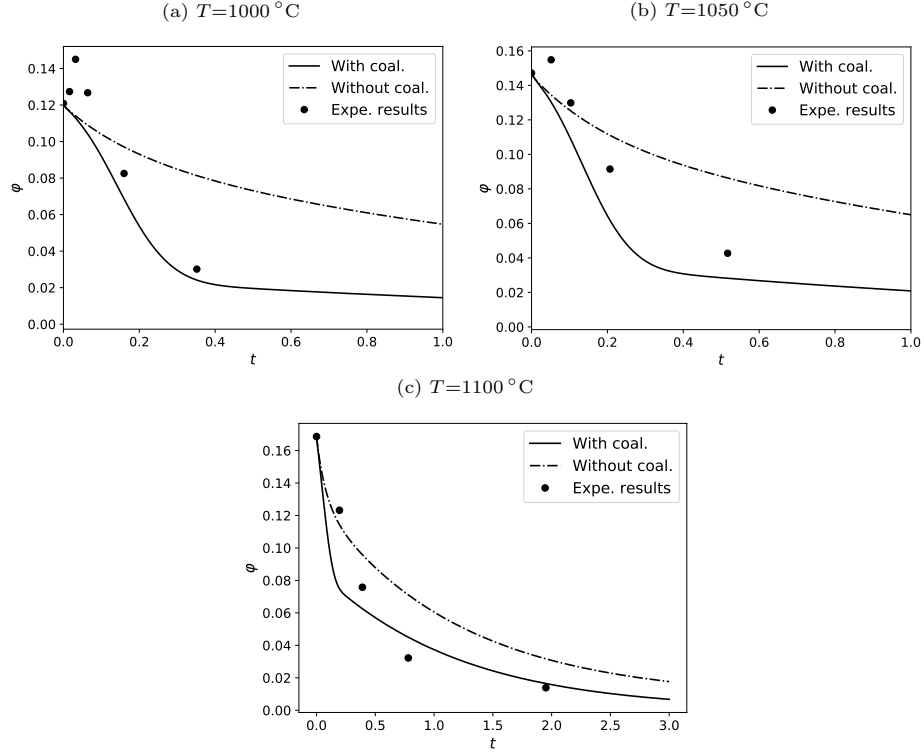 (a) T=1000 °C
With coal.
Without coal.
Expe. results
φ
0.14
0.12
0.10
0.08
0.06
0.04
0.02
0.00
0.0 0.2 0.4 0.6 0.8 1.0
t
(b) T=1050 °C
With coal.
Without coal.
Expe. results
φ
0.16
0.14
0.12
0.10
0.08
0.06
0.04
0.02
0.00
0.0 0.2 0.4 0.6 0.8 1.0
t
(c) T=1100 °C
With coal.
Without coal.
Expe. results
φ
0.16
0.14
0.12
0.10
0.08
0.06
0.04
0.02
0.00
0.0 0.5 1.0 1.5 2.0 2.5 3.0
t